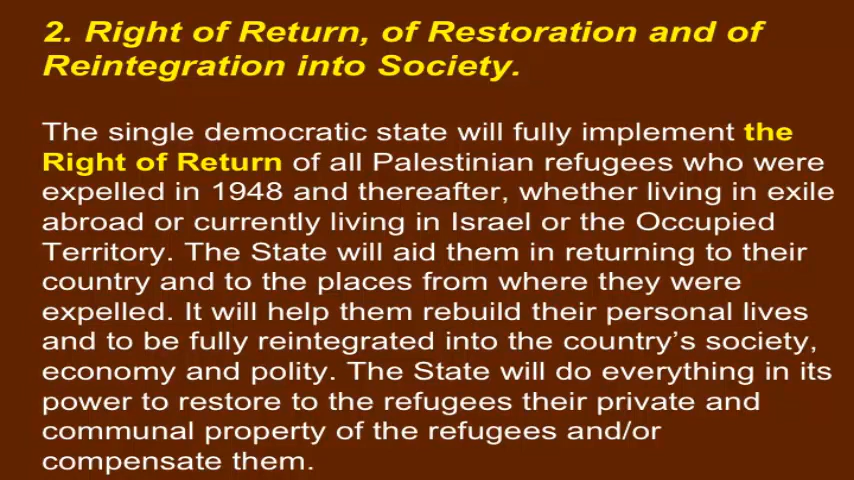 2. Right of Return, of Restoration and of
Reintegration into Society.
The single democratic state will fully implement the
Right of Return of all Palestinian refugees who were
expelled in 1948 and thereafter, whether living in exile
abroad or currently living in Israel or the Occupied
Territory. The State will aid them in returning to their
country and to the places from where they were
expelled. It will help them rebuild their personal lives
and to be fully reintegrated into the country's society,
economy and polity. The State will do everything in its
power to restore to the refugees their private and
communal property of the refugees and/or
compensate them.